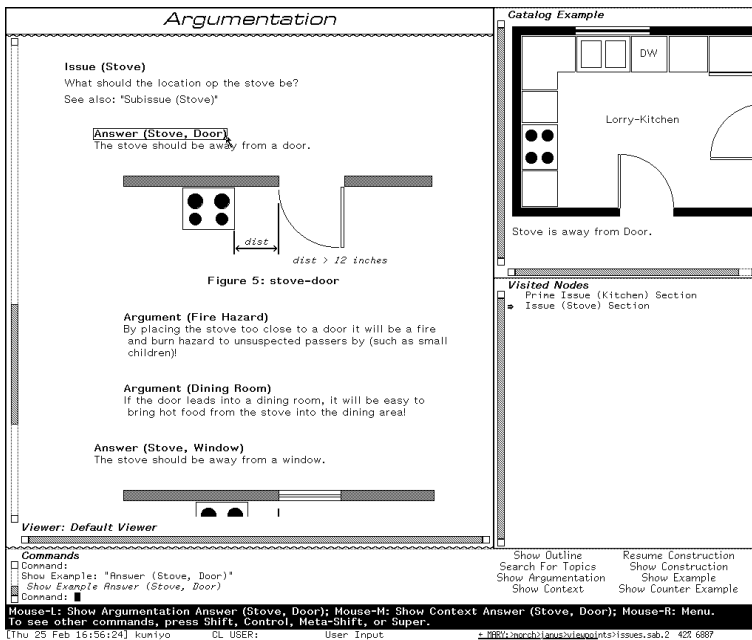 Argumentation
Issue (Stove)
What should the location op the stove be?
See also: "Subissue (Stove)"
Answer (Stove, Door)
The stove should be away from a door.
dist
dist > 12 inches
Figure 5: stove-door
Argument (Fire Hazard)
By placing the stove too close to a door it will be a fire
and burn hazard to unsuspected passers by (such as small
children)!
Argument (Dining Room)
If the door leads into a dining room, it will be easy to
bring hot food from the stove into the dining area!
Answer (Stove, Window)
The stove should be away from a window.
Viewer: Default Viewer
Catalog Example
DW
Lorry-Kitchen
Stove is away from Door.
Visited Nodes
Prime Issue (Kitchen) Section
⇒ Issue (Stove) Section
Commands
Command:
Show Example: "Answer (Stove, Door)"
Show Example Answer (Stove, Door)
Command:
Show Outline Resume Construction
Search For Topics Show Construction
Show Argumentation Show Example
Show Context Show Counter Example
Mouse-L: Show Argumentation Answer (Stove, Door); Mouse-M: Show Context Answer (Stove, Door); Mouse-R: Menu.
To see other commands, press Shift, Control, Meta-Shift, or Super.
[Thu 25 Feb 16:56:24] kumiyo CL USER: User Input + MARY:>morch>janus>viewpoints>issues.sab.2 42% 6887